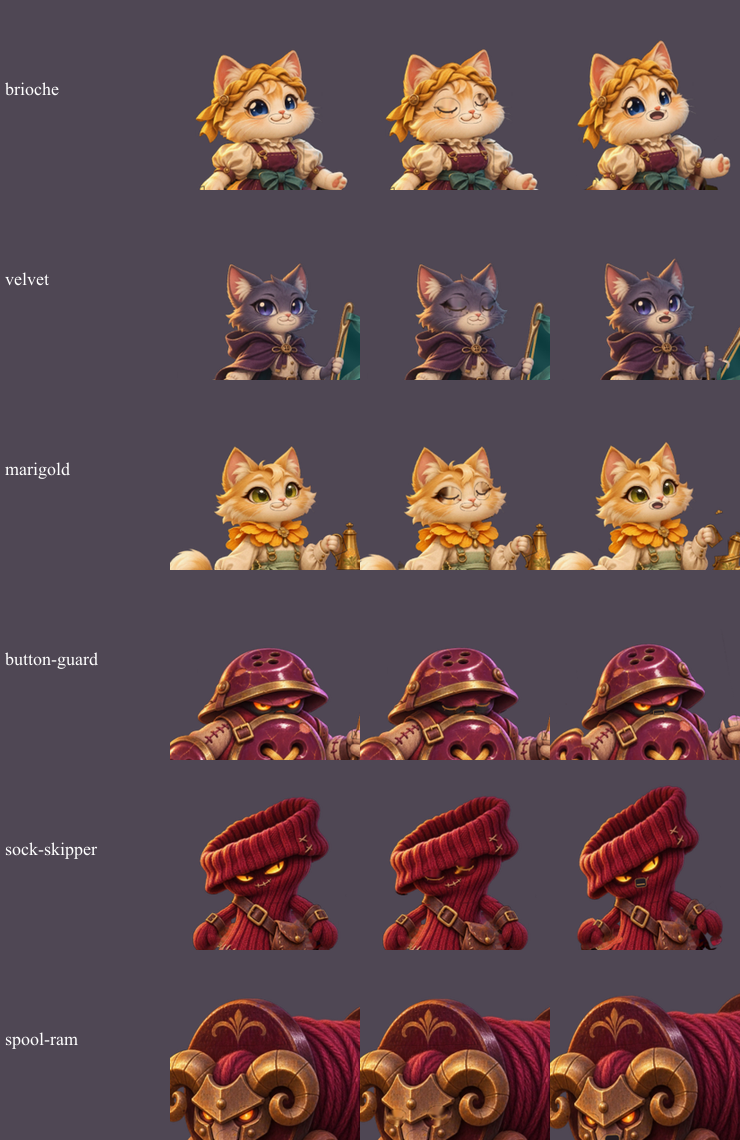 brioche
velvet
marigold
button-guard
sock-skipper
spool-ram